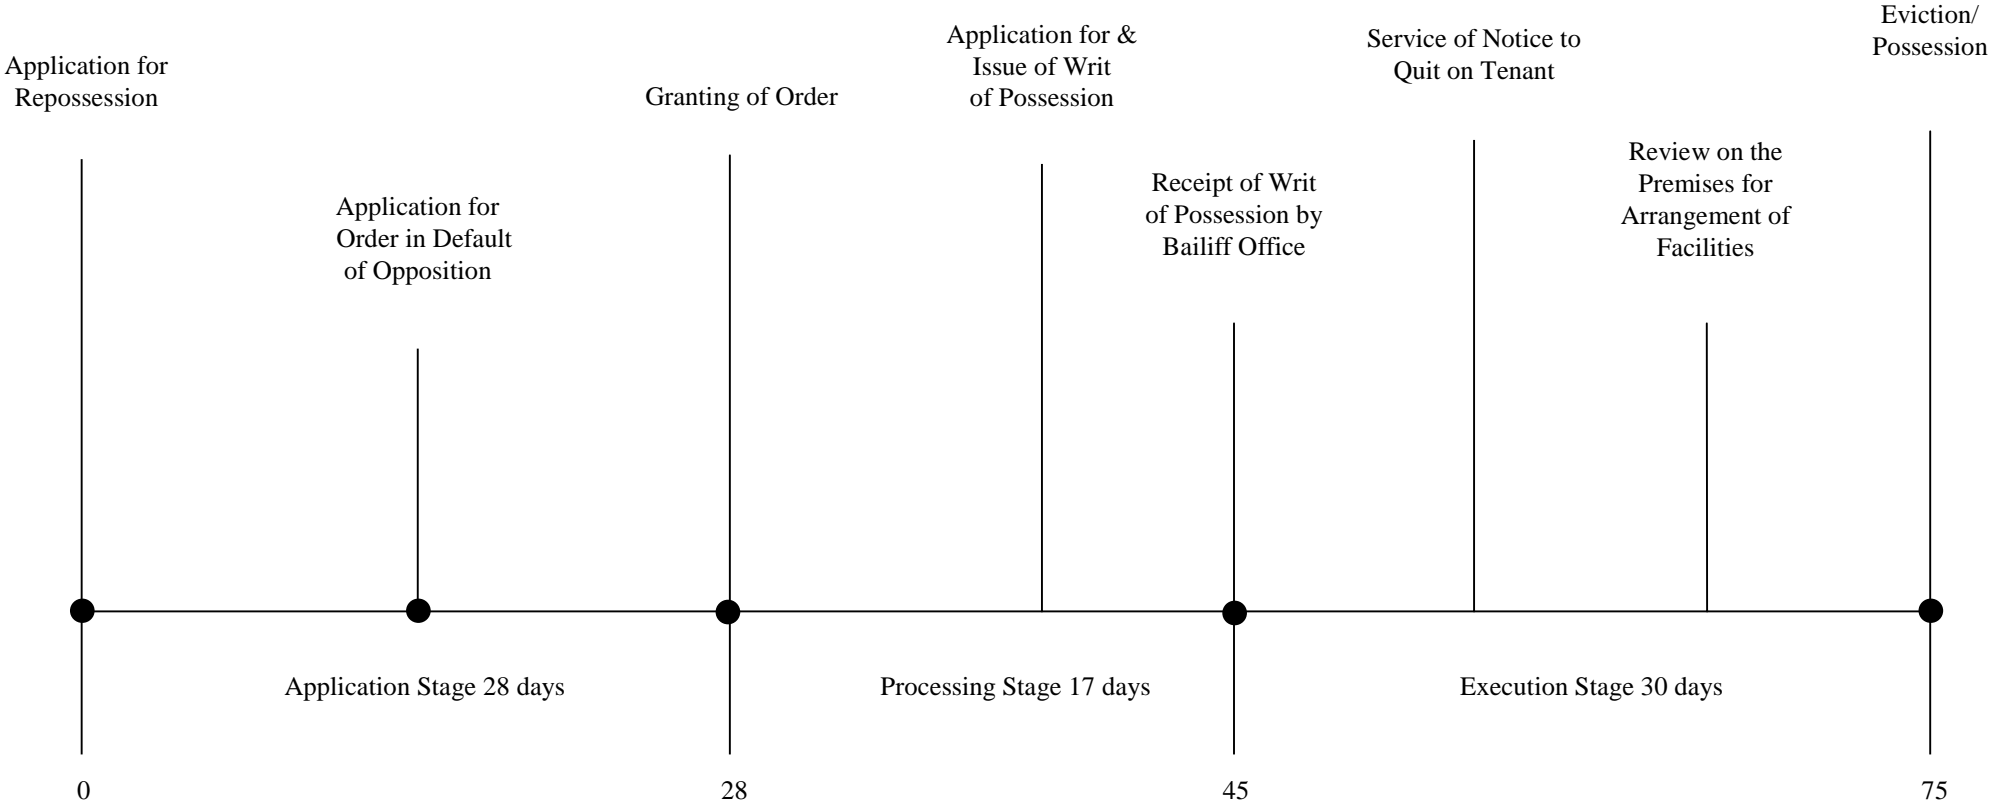 Application for
Repossession
Application for
Order in Default
of Opposition
Granting of Order
Application for &
Issue of Writ
of Possession
Receipt of Writ
of Possession by
Bailiff Office
Service of Notice to
Quit on Tenant
Review on the
Premises for
Arrangement of
Facilities
Eviction/
Possession
Application Stage 28 days
Processing Stage 17 days
Execution Stage 30 days
0
28
45
75